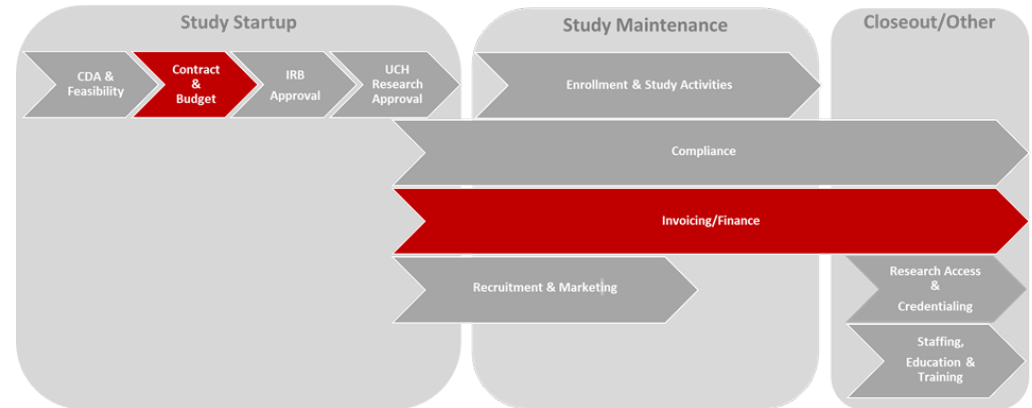 Study Startup
Study Maintenance
Closeout/Other
CDA &
Feasibility
Contract
&
Budget
IRB
Approval
UCH
Research
Approval
Enrollment & Study Activities
Compliance
Invoicing/Finance
Recruitment & Marketing
Research Access
&
Credentialing
Staffing,
Education &
Training